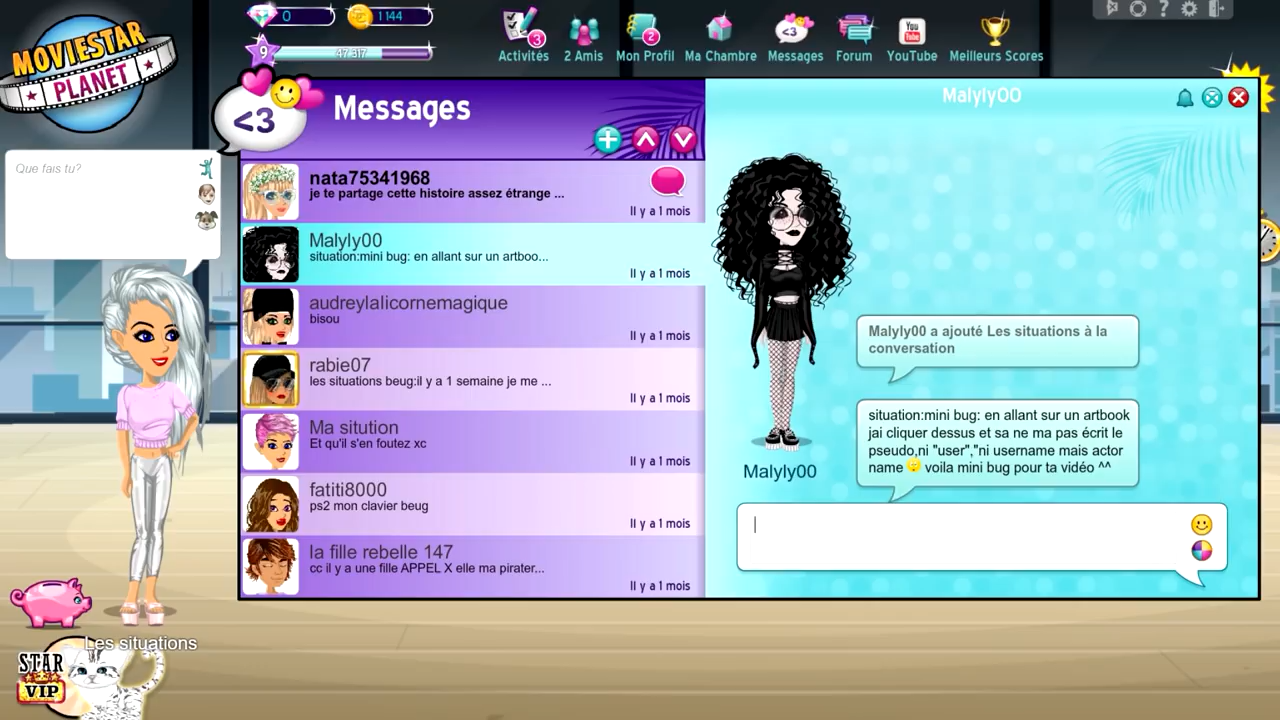 MOVIESTAR
PLANET
0
1 144
9
47 317
3
2
<3
You
Tube
Activités
2 Amis
Mon Profil
Ma Chambre
Messages
Forum
YouTube
Meilleurs Scores
?
<3
Messages
Que fais tu?
nata75341968
je te partage cette histoire assez étrange ...
Il y a 1 mois
Malyly00
situation:mini bug: en allant sur un artboo...
Il y a 1 mois
audreylalicornemagique
bisou
Il y a 1 mois
rabie07
les situations beug:il y a 1 semaine je me ...
Il y a 1 mois
Ma sitution
Et qu'il s'en foutez xc
Il y a 1 mois
fatiti8000
ps2 mon clavier beug
Il y a 1 mois
la fille rebelle 147
cc il y a une fille APPEL X elle ma pirater...
Il y a 1 mois
Malyly00
Malyly00 a ajouté Les situations à la
conversation
situation:mini bug: en allant sur un artbook
jai cliquer dessus et sa ne ma pas écrit le
pseudo,ni "user","ni username mais actor
name voila mini bug pour ta vidéo ^^
Malyly00
Les situations
STAR
VIP